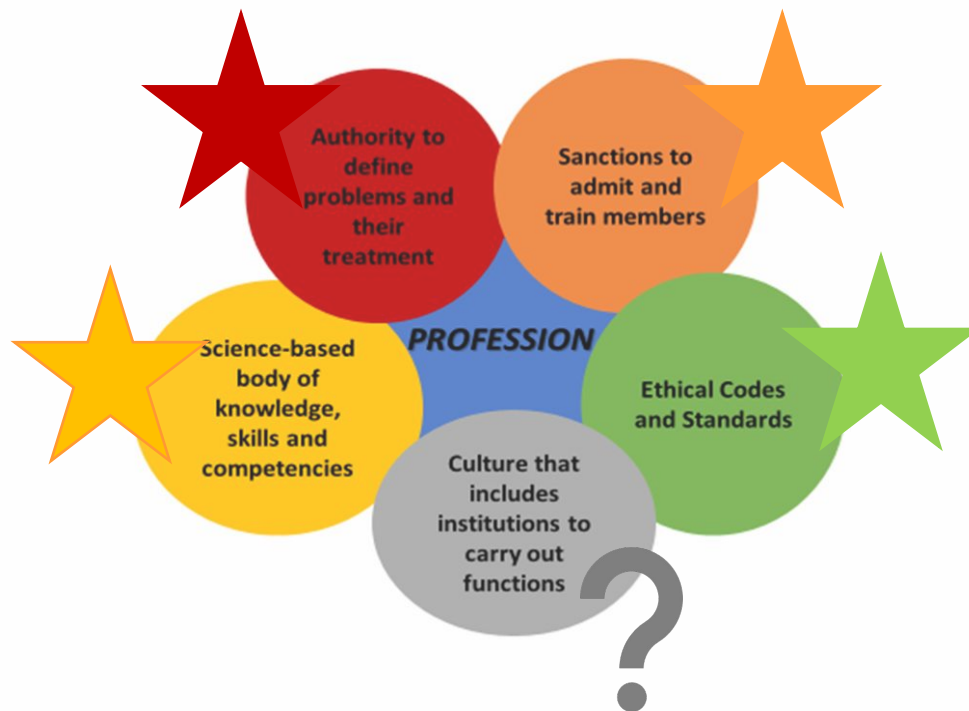 Authority to
define
problems and
their
treatment
Sanctions to
admit and
train members
PROFESSION
Science-based
body of
knowledge,
skills and
competencies
Ethical Codes
and Standards
Culture that
includes
institutions to
carry out
functions
?